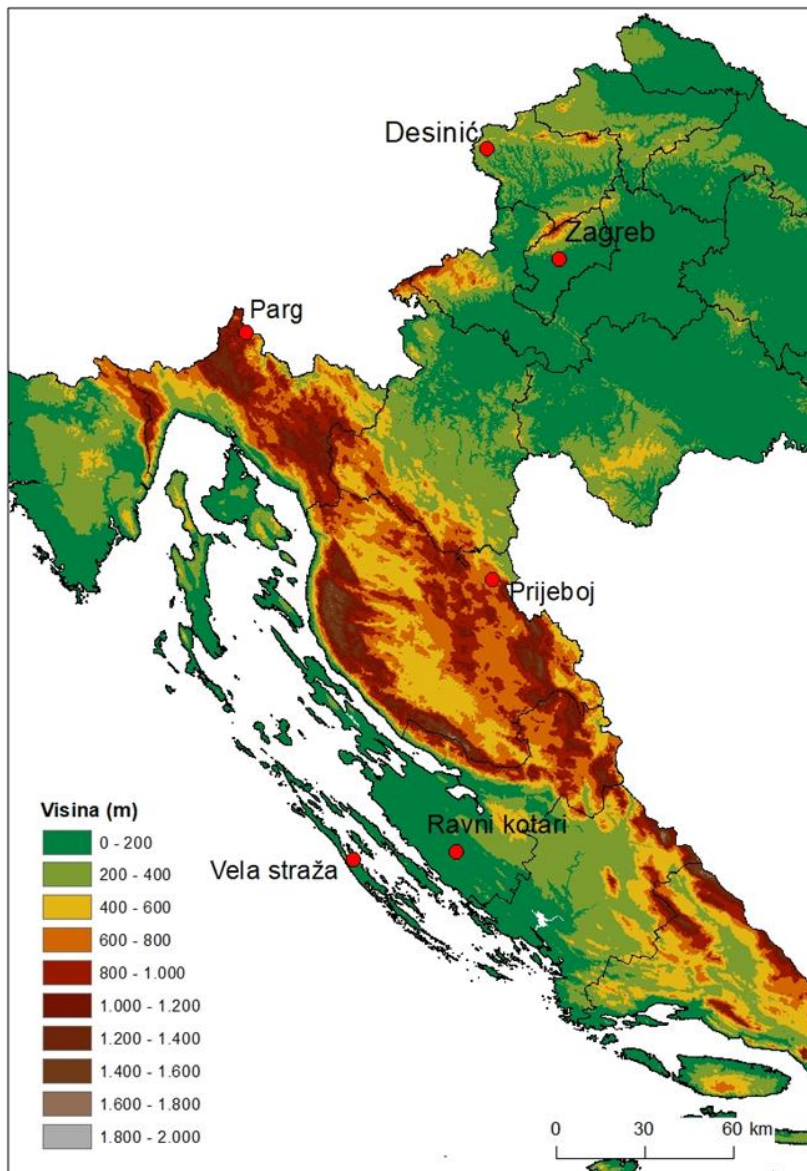 Desinić
Zagreb
Parg
Prijeboj
Ravni kotari
Vela straža
Visina (m)
0 - 200
200 - 400
400 - 600
600 - 800
800 - 1.000
1.000 - 1.200
1.200 - 1.400
1.400 - 1.600
1.600 - 1.800
1.800 - 2.000
0 30 60 km